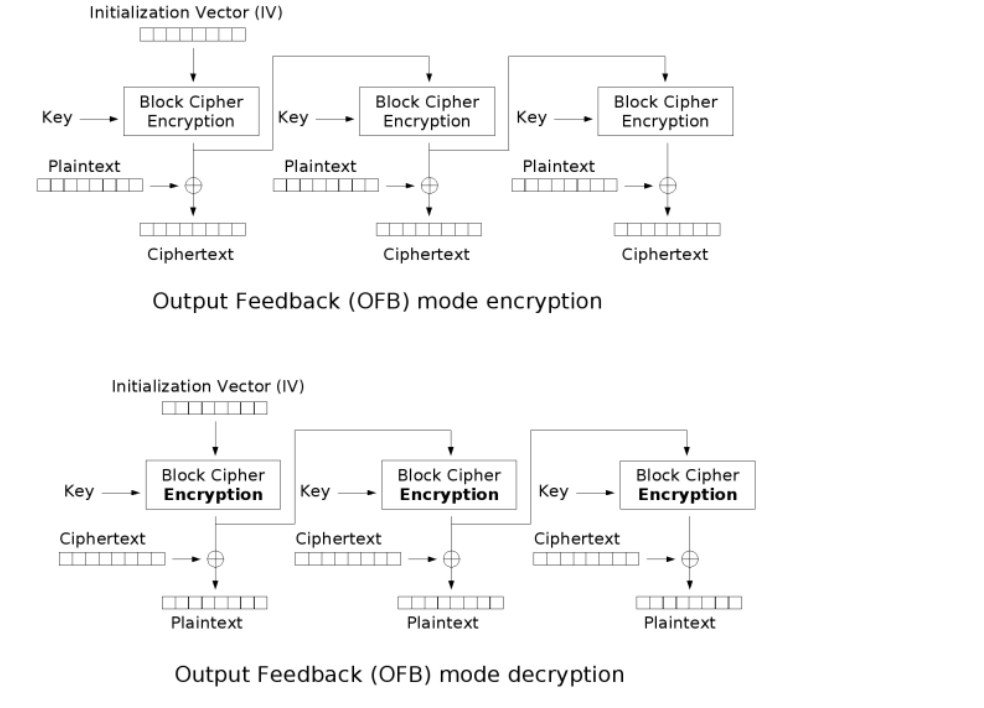 Initialization Vector (IV)
Key
Block Cipher
Encryption
Key
Block Cipher
Encryption
Key
Block Cipher
Encryption
Plaintext
Plaintext
Plaintext
Ciphertext
Ciphertext
Ciphertext
Output Feedback (OFB) mode encryption
Initialization Vector (IV)
Key
Block Cipher
Encryption
Key
Block Cipher
Encryption
Key
Block Cipher
Encryption
Ciphertext
Ciphertext
Ciphertext
Plaintext
Plaintext
Plaintext
Output Feedback (OFB) mode decryption